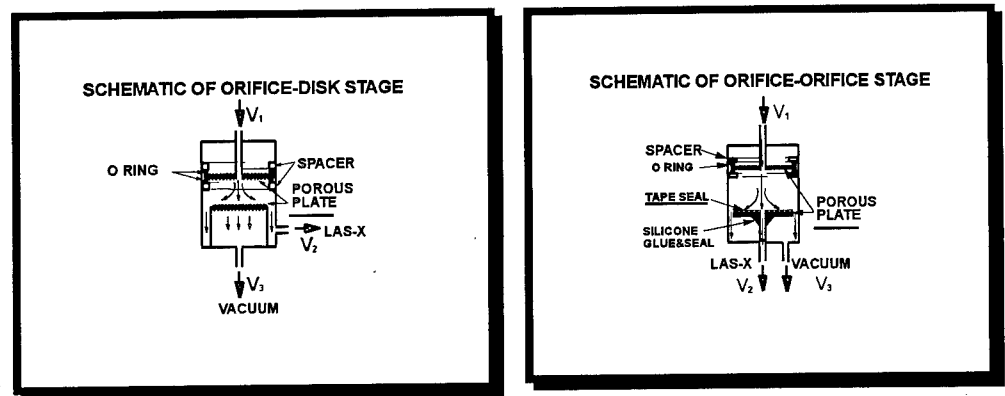 SCHEMATIC OF ORIFICE-DISK STAGE
V₁
SPACER
O RING
POROUS
PLATE
LAS-X
V₂
V₃
VACUUM
SCHEMATIC OF ORIFICE-ORIFICE STAGE
V₁
SPACER
O RING
TAPE SEAL
POROUS
PLATE
SILICONE
GLUE&SEAL
LAS-X
VACUUM
V₂
V₃